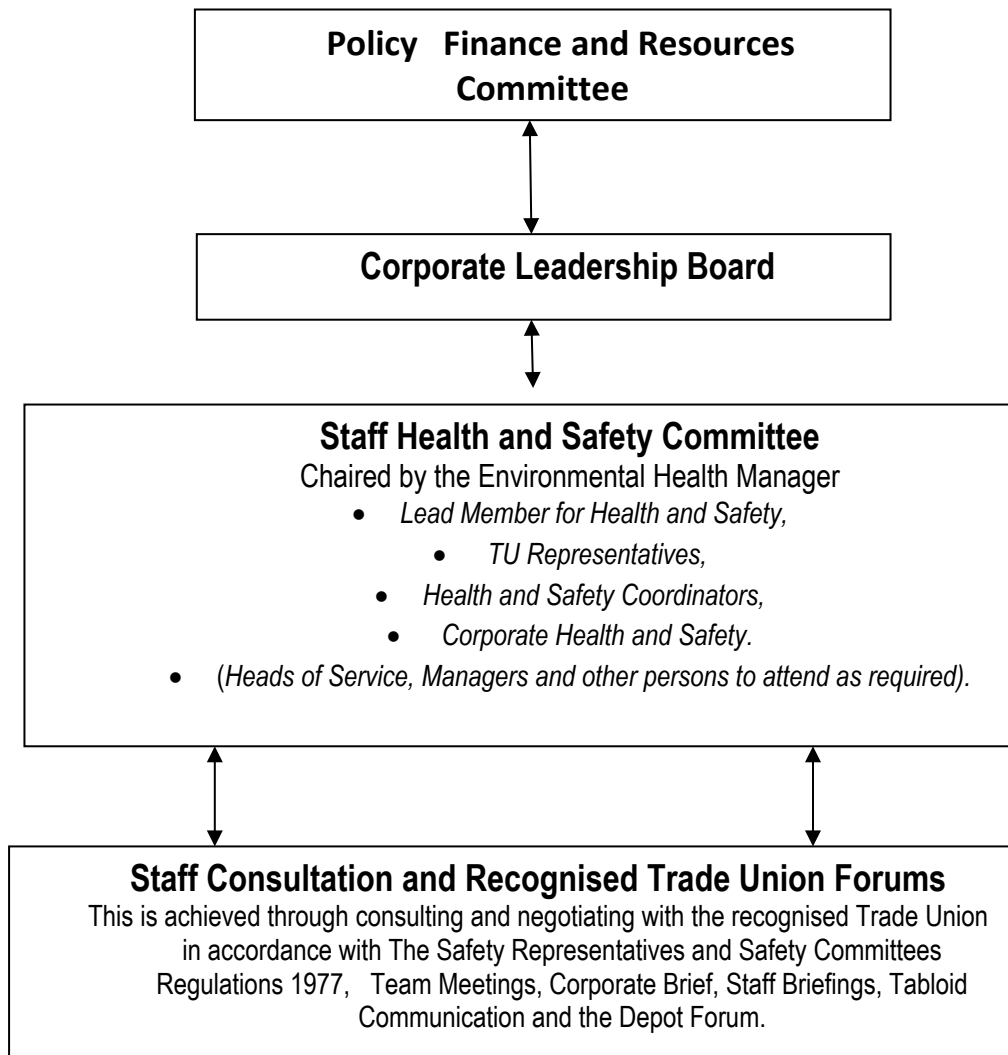 Policy Finance and Resources
Committee
Corporate Leadership Board
Staff Health and Safety Committee
Chaired by the Environmental Health Manager
• Lead Member for Health and Safety,
• TU Representatives,
• Health and Safety Coordinators,
• Corporate Health and Safety.
• (Heads of Service, Managers and other persons to attend as required).
Staff Consultation and Recognised Trade Union Forums
This is achieved through consulting and negotiating with the recognised Trade Union
in accordance with The Safety Representatives and Safety Committees
Regulations 1977, Team Meetings, Corporate Brief, Staff Briefings, Tabloid
Communication and the Depot Forum.